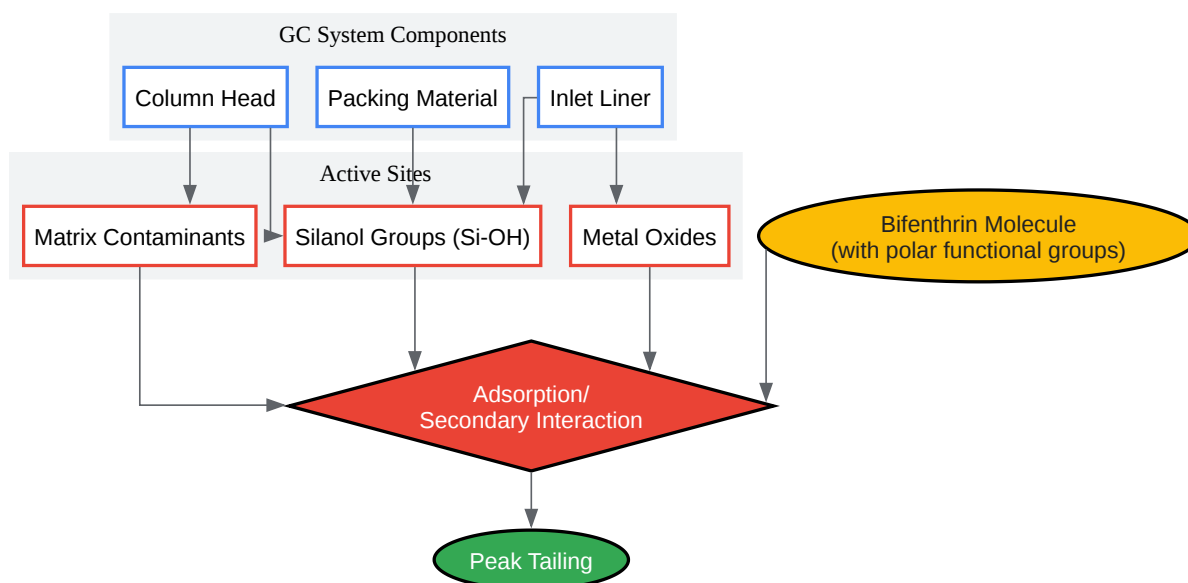 GC System Components
Column Head
Packing Material
Inlet Liner
Active Sites
Matrix Contaminants
Silanol Groups (Si-OH)
Metal Oxides
Bifenthrin Molecule
(with polar functional groups)
Adsorption/
Secondary Interaction
Peak Tailing